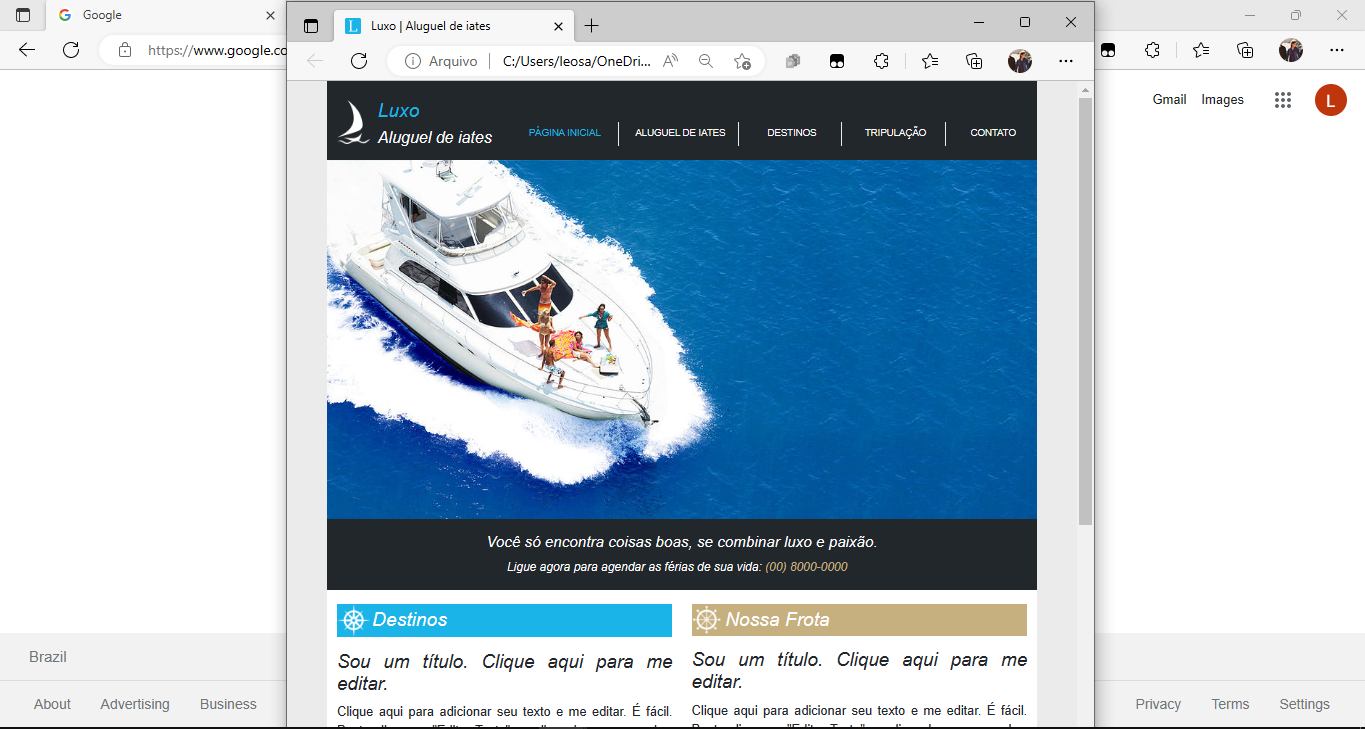 Google
https://www.google.co
Luxo | Aluguel de iates
Arquivo
C:/Users/leosa/OneDri...
Gmail
Images
L
Luxo
Aluguel de iates
PÁGINA INICIAL
ALUGUEL DE IATES
DESTINOS
TRIPULAÇÃO
CONTATO
Você só encontra coisas boas, se combinar luxo e paixão.
Ligue agora para agendar as férias de sua vida: (00) 8000-0000
Destinos
Sou um título. Clique aqui para me
editar.
Clique aqui para adicionar seu texto e me editar. É fácil.
Nossa Frota
Sou um título. Clique aqui para me
editar.
Clique aqui para adicionar seu texto e me editar. É fácil.
Brazil
About
Advertising
Business
Privacy
Terms
Settings